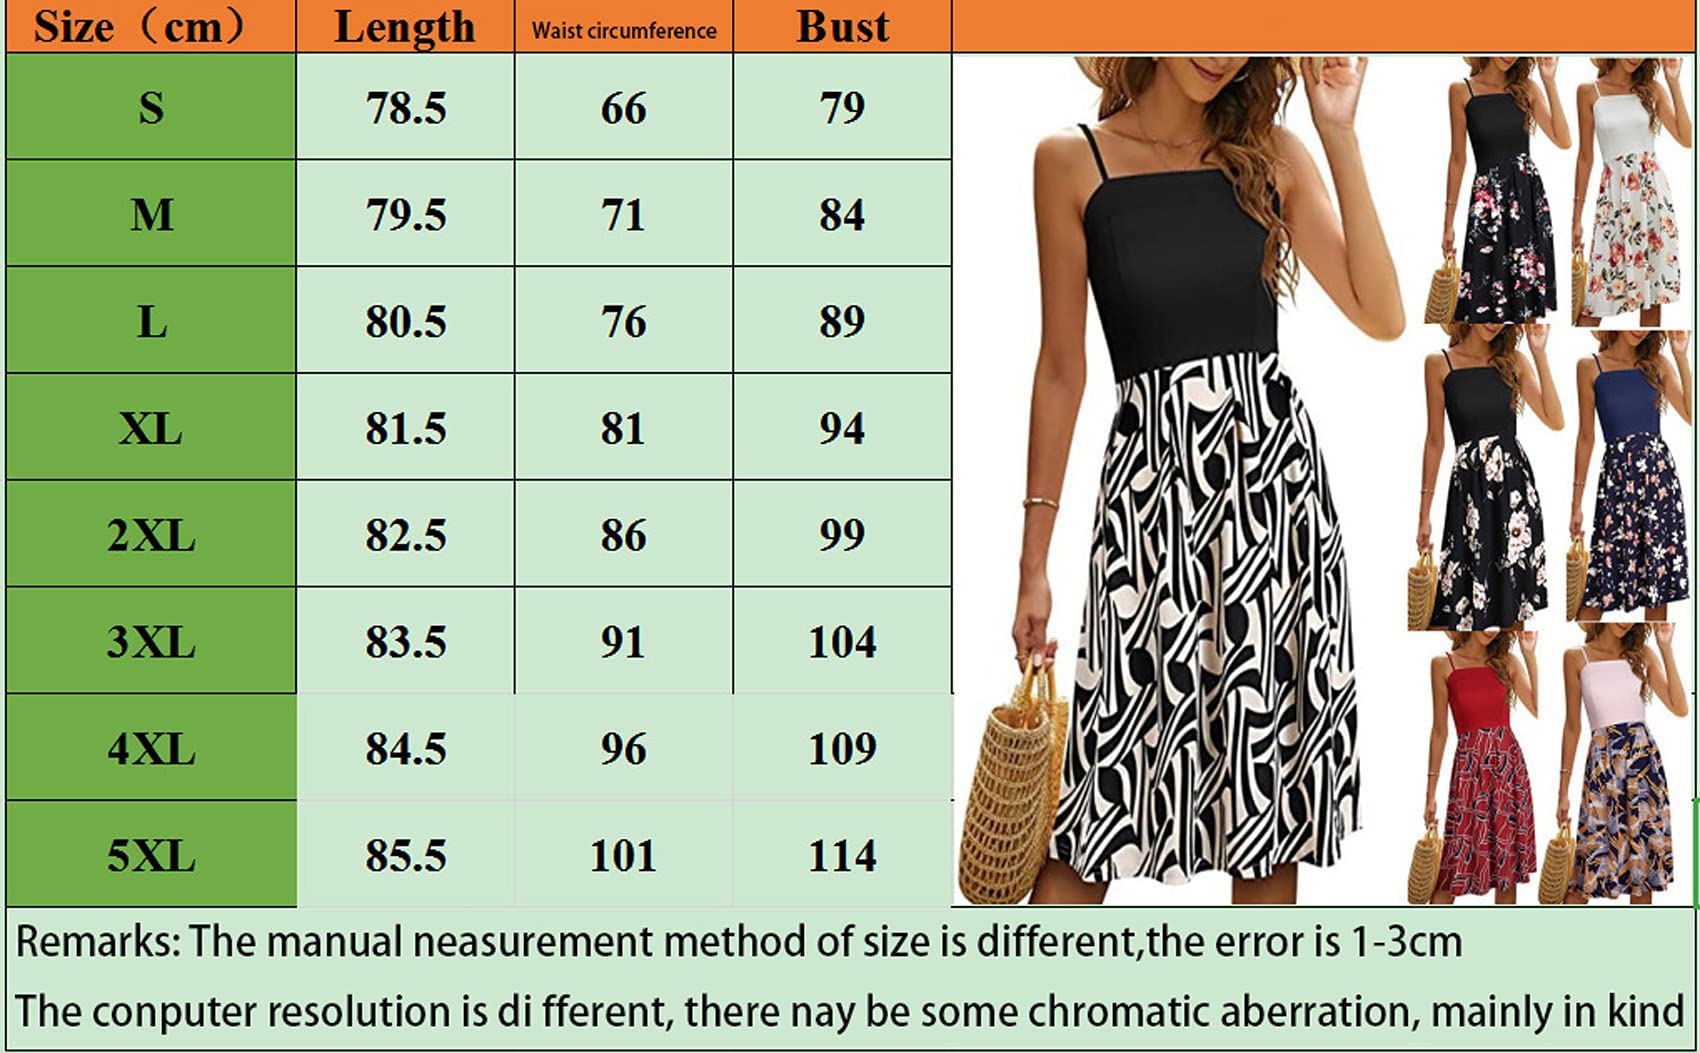 Size（cm） Length Waist circumference Bust
S 78.5 66 79
M 79.5 71 84
L 80.5 76 89
XL 81.5 81 94
2XL 82.5 86 99
3XL 83.5 91 104
4XL 84.5 96 109
5XL 85.5 101 114
Remarks: The manual neasurement method of size is different,the error is 1-3cm
The conputer resolution is di fferent, there nay be some chromatic aberration, mainly in kind